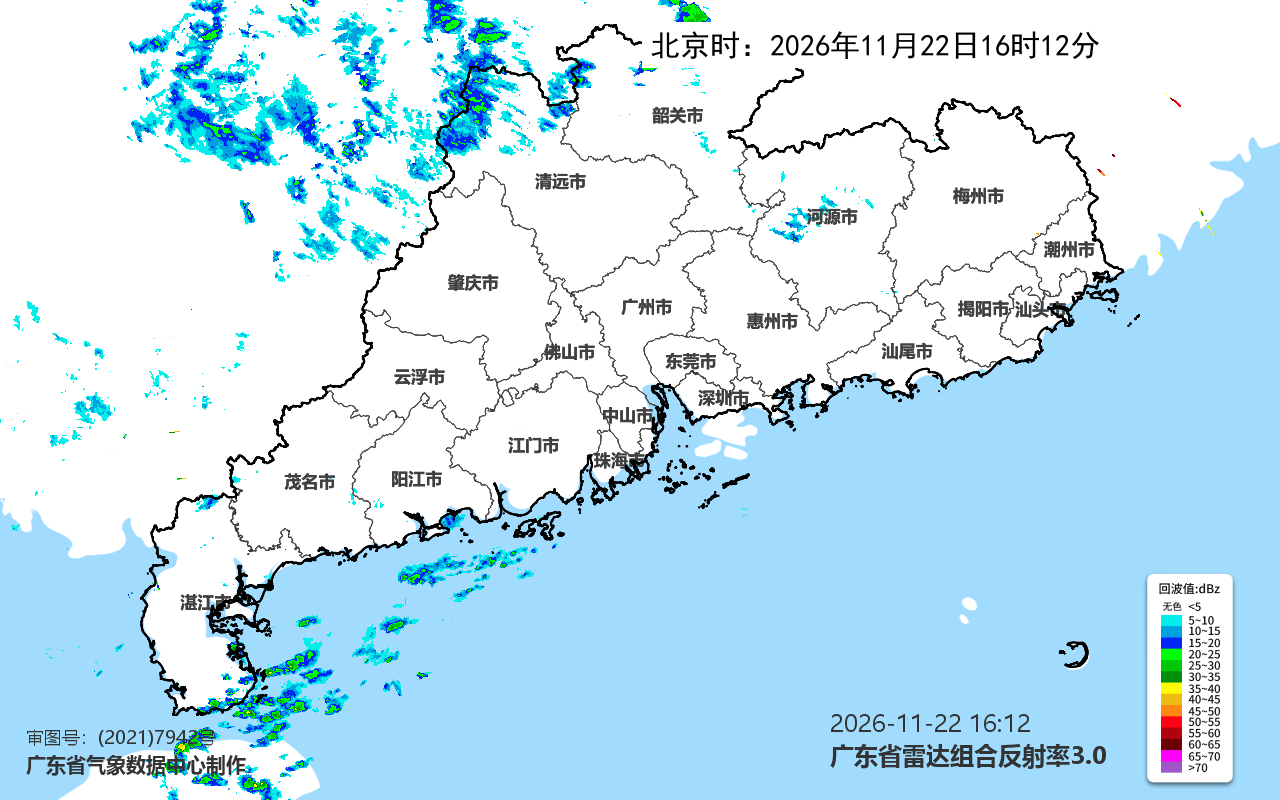 北京时：2026年11月22日16时12分
韶关市
清远市
梅州市
河源市
潮州市
肇庆市
广州市
揭阳市
汕头市
惠州市
佛山市
汕尾市
东莞市
云浮市
深圳市
中山市
江门市
珠海市
阳江市
茂名市
湛江市
回波值:dBz
无色 <5
5~10
10~15
15~20
20~25
25~30
30~35
35~40
40~45
45~50
50~55
55~60
60~65
65~70
>70
2026-11-22 16:12
广东省雷达组合反射率3.0
审图号：(2021)7942号
广东省气象数据中心制作